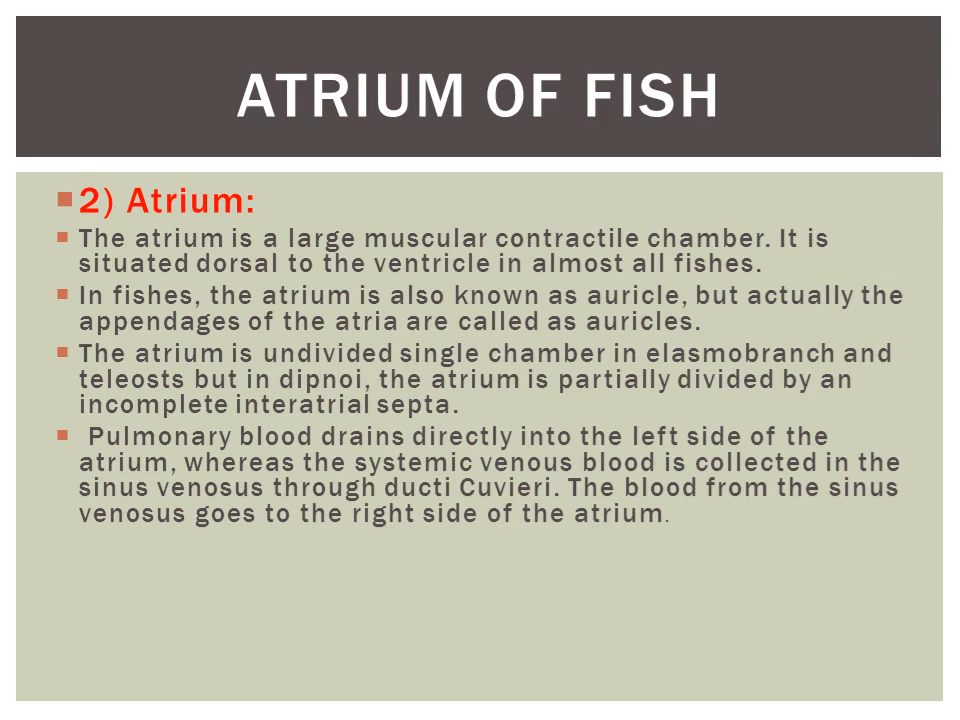 ATRIUM OF FISH
2) Atrium:
The atrium is a large muscular contractile chamber. It is
situated dorsal to the ventricle in almost all fishes.
In fishes, the atrium is also known as auricle, but actually the
appendages of the atria are called as auricles.
The atrium is undivided single chamber in elasmobranch and
teleosts but in dipnoi, the atrium is partially divided by an
incomplete interatrial septa.
Pulmonary blood drains directly into the left side of the
atrium, whereas the systemic venous blood is collected in the
sinus venosus through ducti Cuvieri. The blood from the sinus
venosus goes to the right side of the atrium.